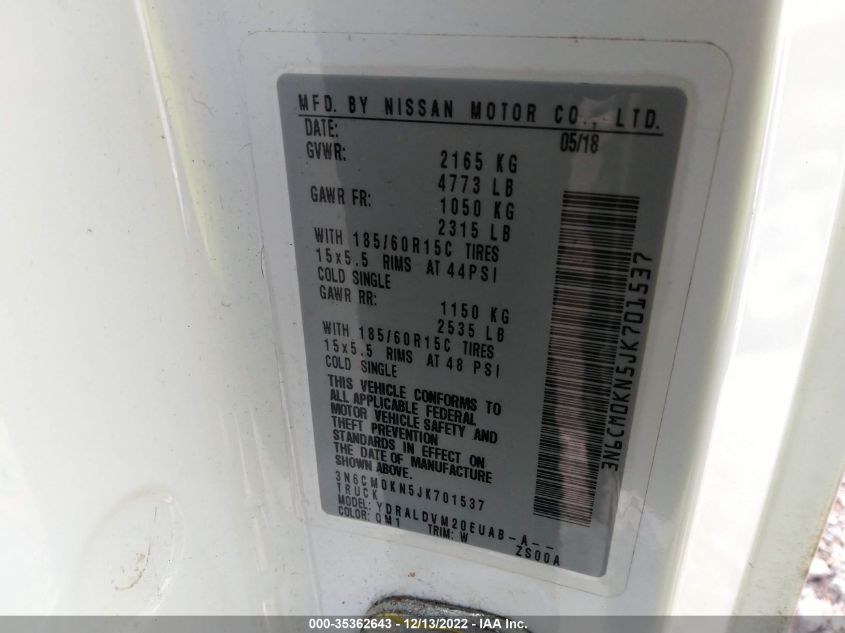 MFD. BY NISSAN MOTOR CO., LTD.
DATE: 05/18
GVWR: 2165 KG
4773 LB
GAWR FR: 1050 KG
2315 LB
WITH 185/60R15C TIRES
15x5.5 RIMS AT 44PSI
COLD SINGLE
GAWR RR: 1150 KG
2535 LB
WITH 185/60R15C TIRES
15x5.5 RIMS AT 48 PSI
COLD SINGLE
THIS VEHICLE CONFORMS TO
ALL APPLICABLE FEDERAL
MOTOR VEHICLE SAFETY AND
THEFT PREVENTION
STANDARDS IN EFFECT ON
THE DATE OF MANUFACTURE
SHOWN ABOVE.
3N6CM0KN5JK701537
TRUCK
MODEL: YDRALDVM20EUAB-A--
COLOR: QM1 TRIM: W ZS00A
3N6CM0KN5JK701537
000-35362643 - 12/13/2022 - IAA Inc.